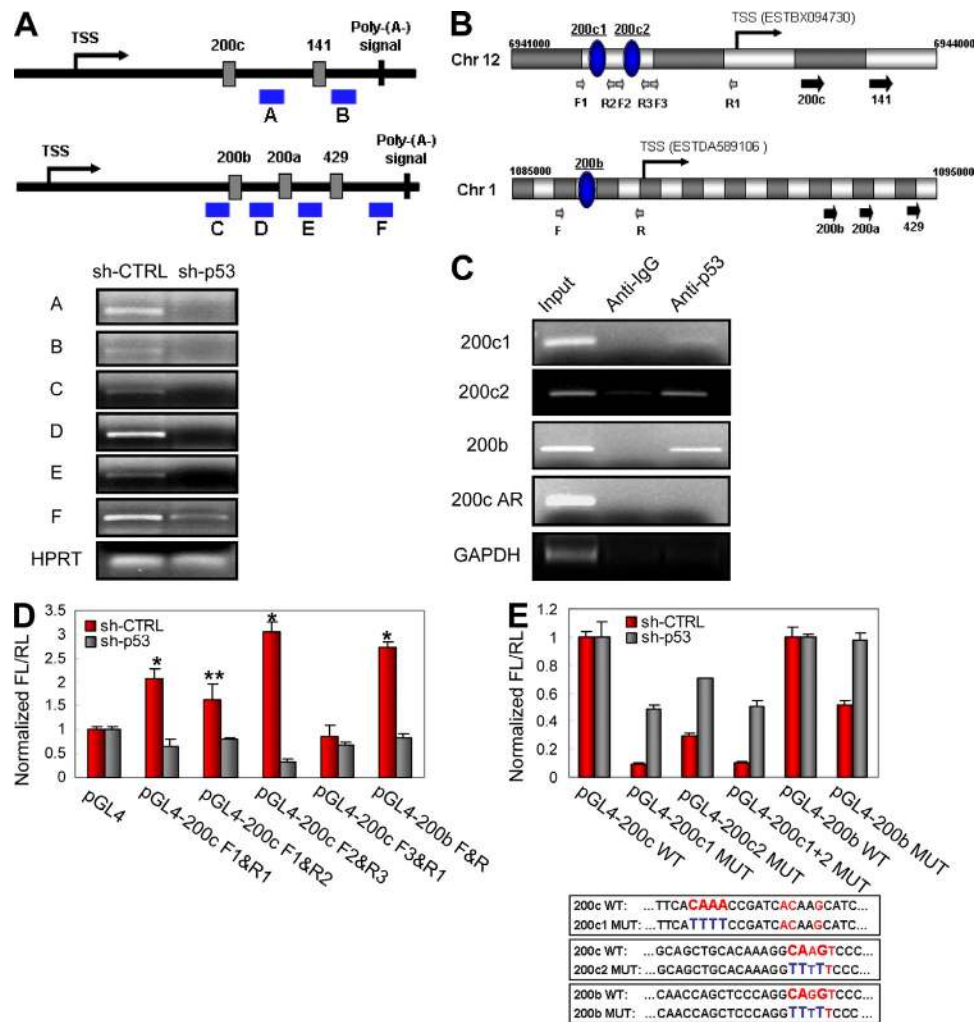 A
TSS
200c
141
Poly-(A-)
signal
A
B
TSS
200b
200a
429
Poly-(A-)
signal
C
D
E
F
sh-CTRL sh-p53
A
B
C
D
E
F
HPRT
B
TSS (ESTBX094730)
6941000
200c1
200c2
6944000
Chr 12
F1
R2 F2
R3 F3
R1
200c
141
TSS (ESTDA589106 )
1085000
200b
1095000
Chr 1
F
R
200b
200a
429
C
Input
Anti-IgG
Anti-p53
200c1
200c2
200b
200c AR
GAPDH
D
sh-CTRL
sh-p53
Normalized FL/RL
3.5
3
2.5
2
1.5
1
0.5
0
*
**
*
*
pGL4
pGL4-200c F1&R1
pGL4-200c F1&R2
pGL4-200c F2&R3
pGL4-200c F3&R1
pGL4-200b F&R
E
sh-CTRL
sh-p53
Normalized FL/RL
1.2
1
0.8
0.6
0.4
0.2
0
pGL4-200c WT
pGL4-200c1 MUT
pGL4-200c2 MUT
pGL4-200c1+2 MUT
pGL4-200b WT
pGL4-200b MUT
200c WT: ...TTCACAAACCGATCACAAGCATC...
200c1 MUT: ...TTCATTTTCCGATCACAAGCATC...
200c WT: ...GCAGCTGCACAAAGGCAAGTCCC...
200c2 MUT: ...GCAGCTGCACAAAGGTTTTTCCC...
200b WT: ...CAACCAGCTCCCAGGCAGGTCCC...
200b MUT: ...CAACCAGCTCCCAGGTTTTTCCC...